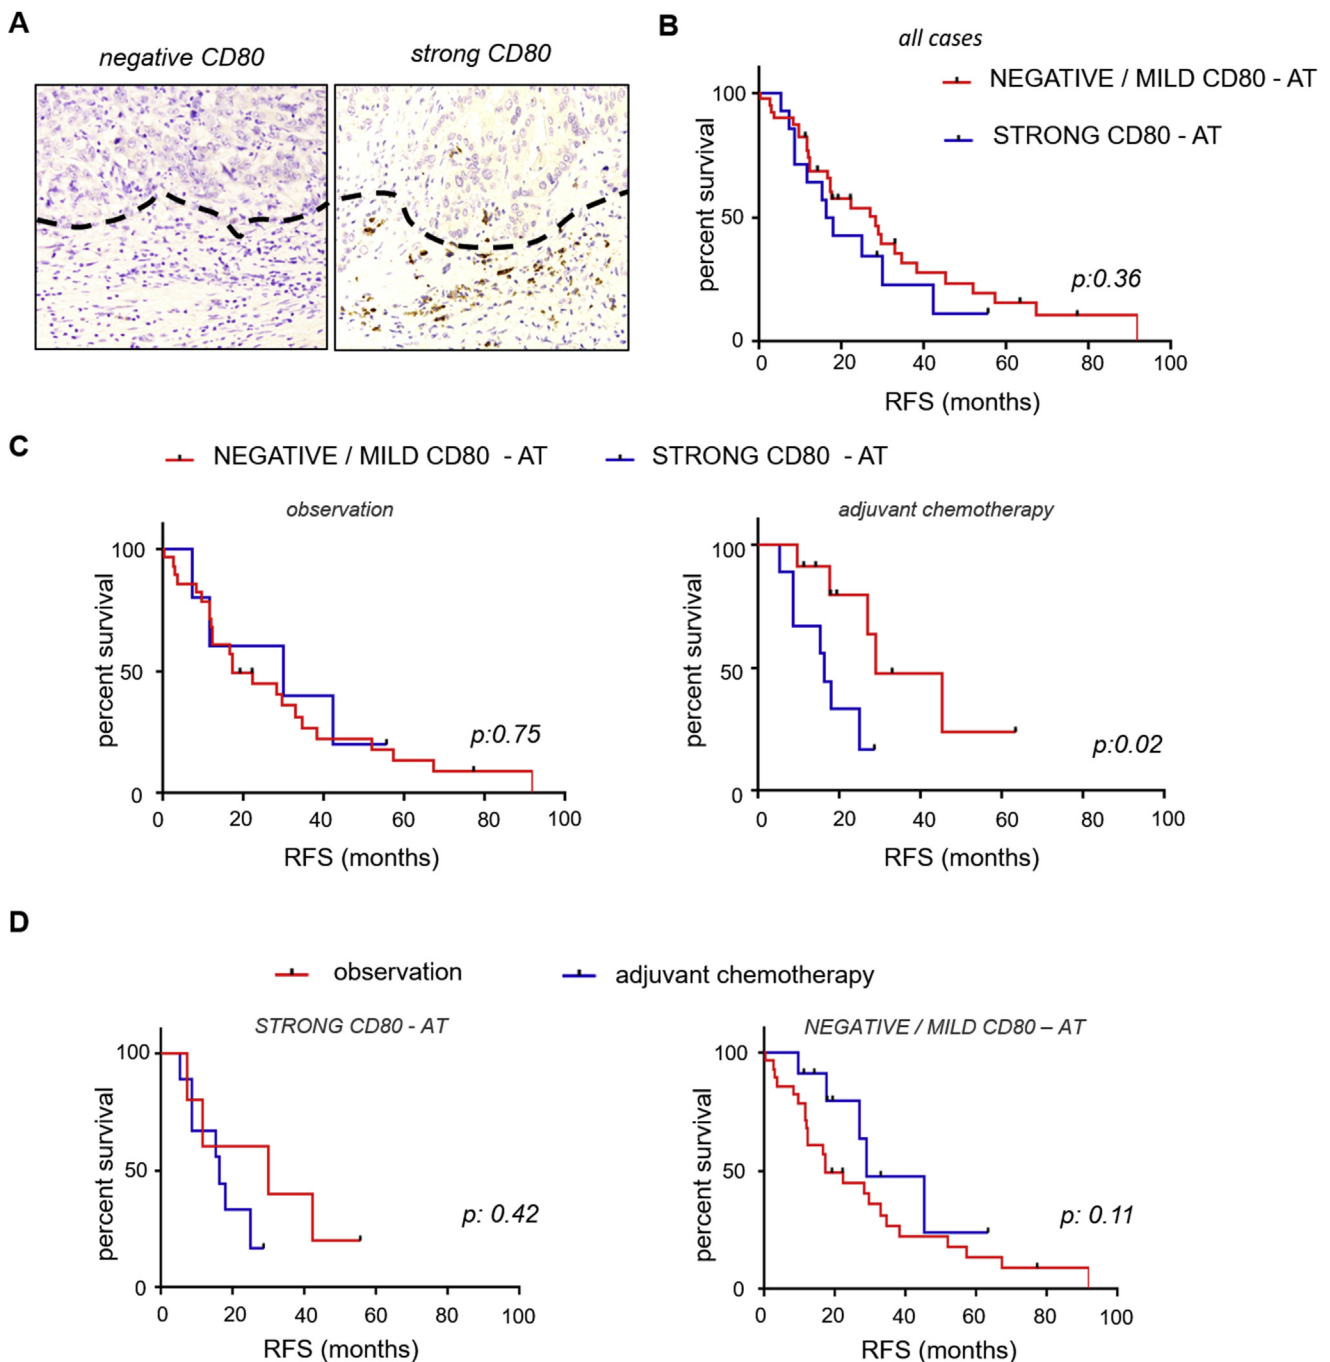 A
negative CD80
strong CD80
B
all cases
NEGATIVE / MILD CD80 - AT
STRONG CD80 - AT
percent survival
100
50
0
p:0.36
0 20 40 60 80 100
RFS (months)
C
NEGATIVE / MILD CD80 - AT
STRONG CD80 - AT
observation
percent survival
100
50
0
p:0.75
0 20 40 60 80 100
RFS (months)
adjuvant chemotherapy
percent survival
100
50
0
p:0.02
0 20 40 60 80 100
RFS (months)
D
observation
adjuvant chemotherapy
STRONG CD80 - AT
percent survival
100
50
0
p: 0.42
0 20 40 60 80 100
RFS (months)
NEGATIVE / MILD CD80 – AT
percent survival
100
50
0
p: 0.11
0 20 40 60 80 100
RFS (months)